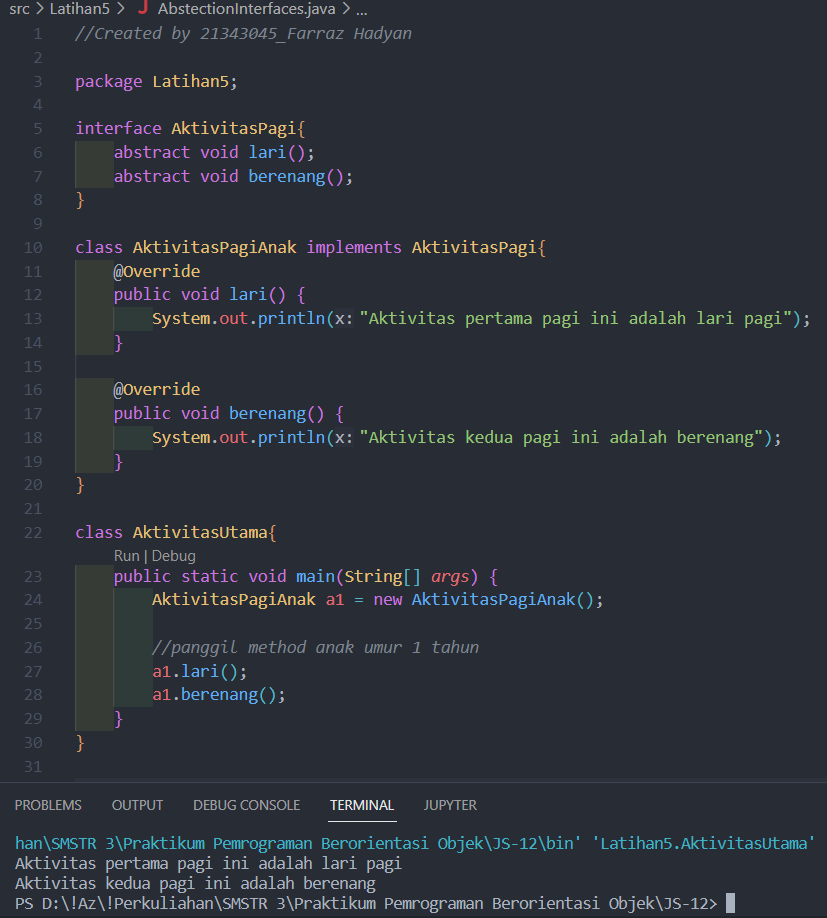 src > Latihan5 > J AbstectionInterfaces.java > ...
1 //Created by 21343045_Farraz Hadyan
2
3 package Latihan5;
4
5 interface AktivitasPagi{
6 abstract void lari();
7 abstract void berenang();
8 }
9
10 class AktivitasPagiAnak implements AktivitasPagi{
11 @Override
12 public void lari() {
13 System.out.println(x: "Aktivitas pertama pagi ini adalah lari pagi");
14 }
15
16 @Override
17 public void berenang() {
18 System.out.println(x: "Aktivitas kedua pagi ini adalah berenang");
19 }
20 }
21
22 class AktivitasUtama{
Run | Debug
23 public static void main(String[] args) {
24 AktivitasPagiAnak a1 = new AktivitasPagiAnak();
25
26 //panggil method anak umur 1 tahun
27 a1.lari();
28 a1.berenang();
29 }
30 }
31
PROBLEMS OUTPUT DEBUG CONSOLE TERMINAL JUPYTER
han\SMSTR 3\Praktikum Pemrograman Berorientasi Objek\JS-12\bin' 'Latihan5.AktivitasUtama'
Aktivitas pertama pagi ini adalah lari pagi
Aktivitas kedua pagi ini adalah berenang
PS D:\!Az\!Perkuliahan\SMSTR 3\Praktikum Pemrograman Berorientasi Objek\JS-12>